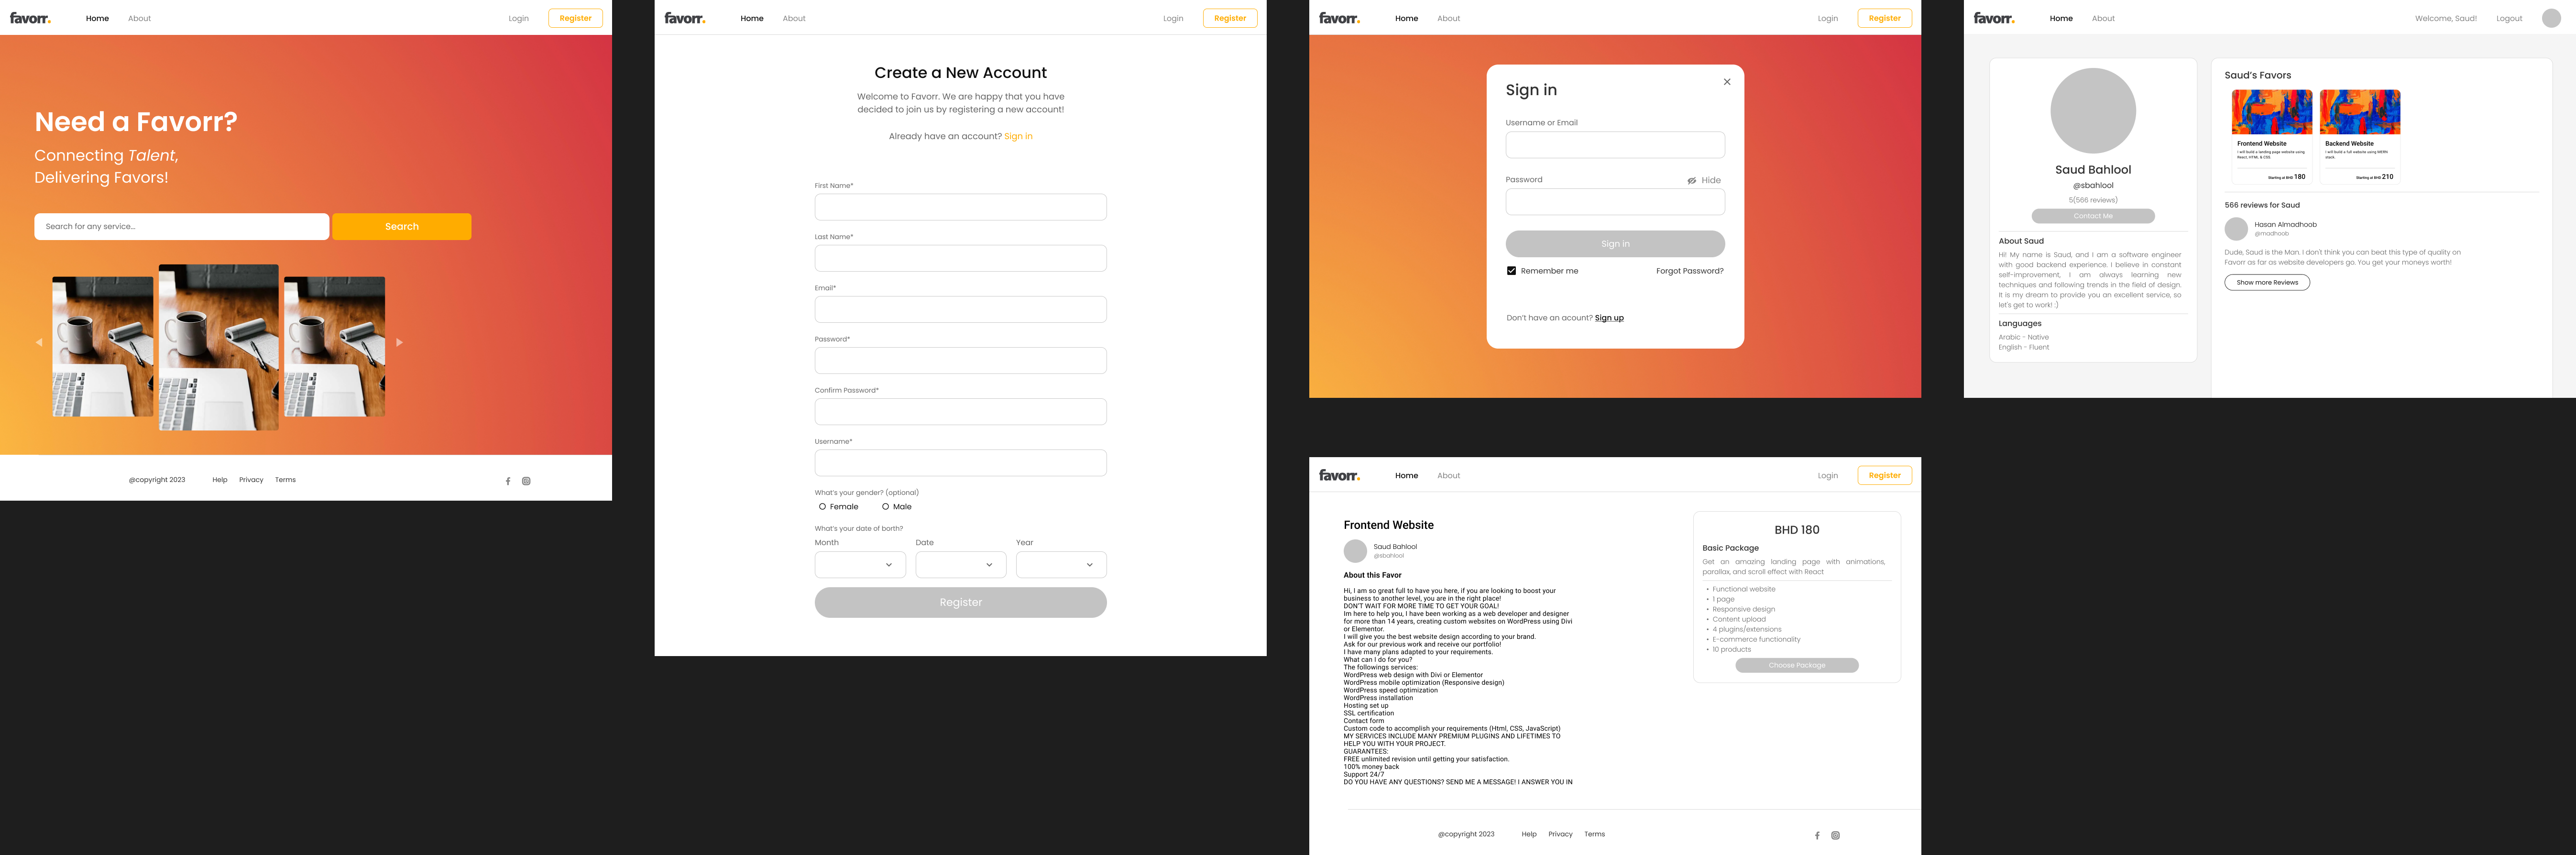 favorr.
Home
About
Login
Register
Need a Favorr?
Connecting Talent,
Delivering Favors!
Search for any service...
Search
@copyright 2023
Help
Privacy
Terms
favorr.
Home
About
Login
Register
Create a New Account
Welcome to Favorr. We are happy that you have
decided to join us by registering a new account!
Already have an account? Sign in
First Name*
Last Name*
Email*
Password*
Confirm Password*
Username*
What's your gender? (optional)
Female
Male
What's your date of borth?
Month
Date
Year
Register
favorr.
Home
About
Login
Register
Sign in
Username or Email
Password
Hide
Sign in
Remember me
Forgot Password?
Don't have an acount? Sign up
favorr.
Home
About
Welcome, Saud!
Logout
Saud Bahlool
@sbahlool
5(566 reviews)
Contact Me
About Saud
Hi! My name is Saud, and I am a software engineer
with good backend experience. I believe in constant
self-improvement, I am always learning new
techniques and following trends in the field of design.
It is my dream to provide you an excellent service, so
let's get to work! :)
Languages
Arabic - Native
English - Fluent
Saud's Favors
Frontend Website
I will build a landing page website using
React, HTML & CSS
Starting at BHD 180
Backend Website
I will build a full website using MERN
stack.
Starting at BHD 210
566 reviews for Saud
Hasan Almadhoob
@madhoob
Dude, Saud is the Man. I don't think you can beat this type of quality on
Favorr as far as website developers go. You get your moneys worth!
Show more Reviews
favorr.
Home
About
Login
Register
Frontend Website
Saud Bahlool
@sbahlool
About this Favor
Hi, I am so great full to have you here, if you are looking to boost your
business to another level, you are in the right place!
DON'T WAIT FOR MORE TIME TO GET YOUR GOAL!
Im here to help you, I have been working as a web developer and designer
for more than 14 years, creating custom websites on WordPress using Divi
or Elementor.
I will give you the best website design according to your brand.
Ask for our previous work and receive our portfolio!
I have many plans adapted to your requirements.
What can I do for you?
The followings services:
WordPress web design with Divi or Elementor
WordPress mobile optimization (Responsive design)
WordPress speed optimization
WordPress installation
Hosting set up
SSL certification
Contact form
Custom code to accomplish your requirements (Html, CSS, JavaScript)
MY SERVICES INCLUDE MANY PREMIUM PLUGINS AND LIFETIMES TO
HELP YOU WITH YOUR PROJECT.
GUARANTEES:
FREE unlimited revision until getting your satisfaction.
100% money back
Support 24/7
DO YOU HAVE ANY QUESTIONS? SEND ME A MESSAGE! I ANSWER YOU IN
BHD 180
Basic Package
Get an amazing landing page with animations,
parallax, and scroll effect with React
• Functional website
• 1 page
• Responsive design
• Content upload
• 4 plugins/extensions
• E-commerce functionality
• 10 products
Choose Package
@copyright 2023
Help
Privacy
Terms